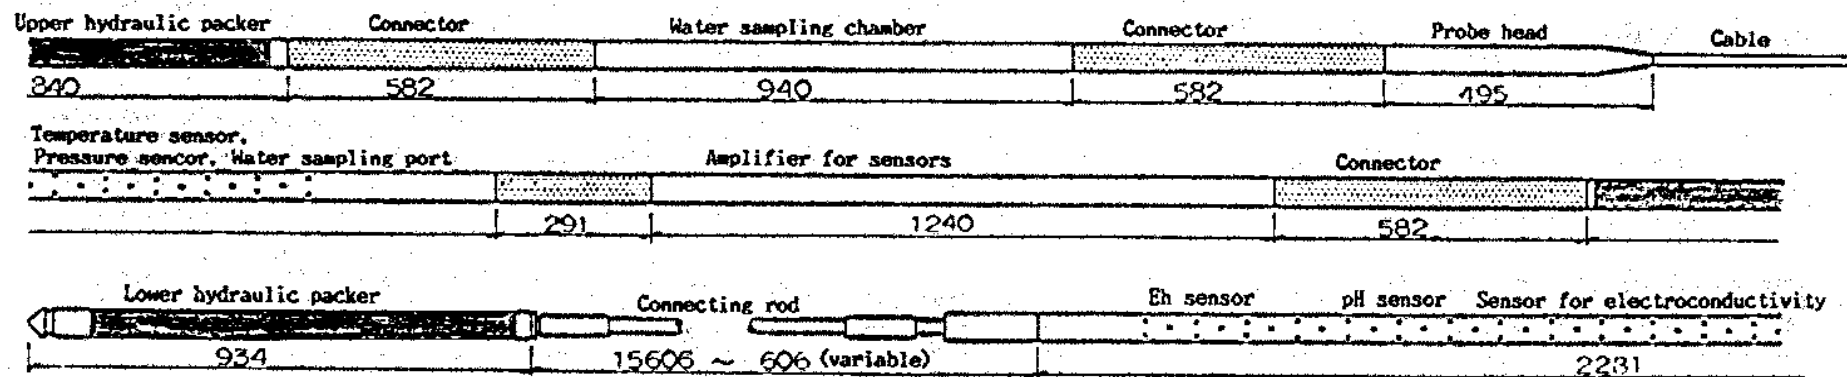 Upper hydraulic packer Connector Water sampling chamber Connector Probe head Cable
840 582 940 582 495
Temperature sensor,
Pressure sencor, Water sampling port Amplifier for sensors Connector
291 1240 582
Lower hydraulic packer Connecting rod Eh sensor pH sensor Sensor for electroconductivity
934 15606 ~ 606 (variable) 2231